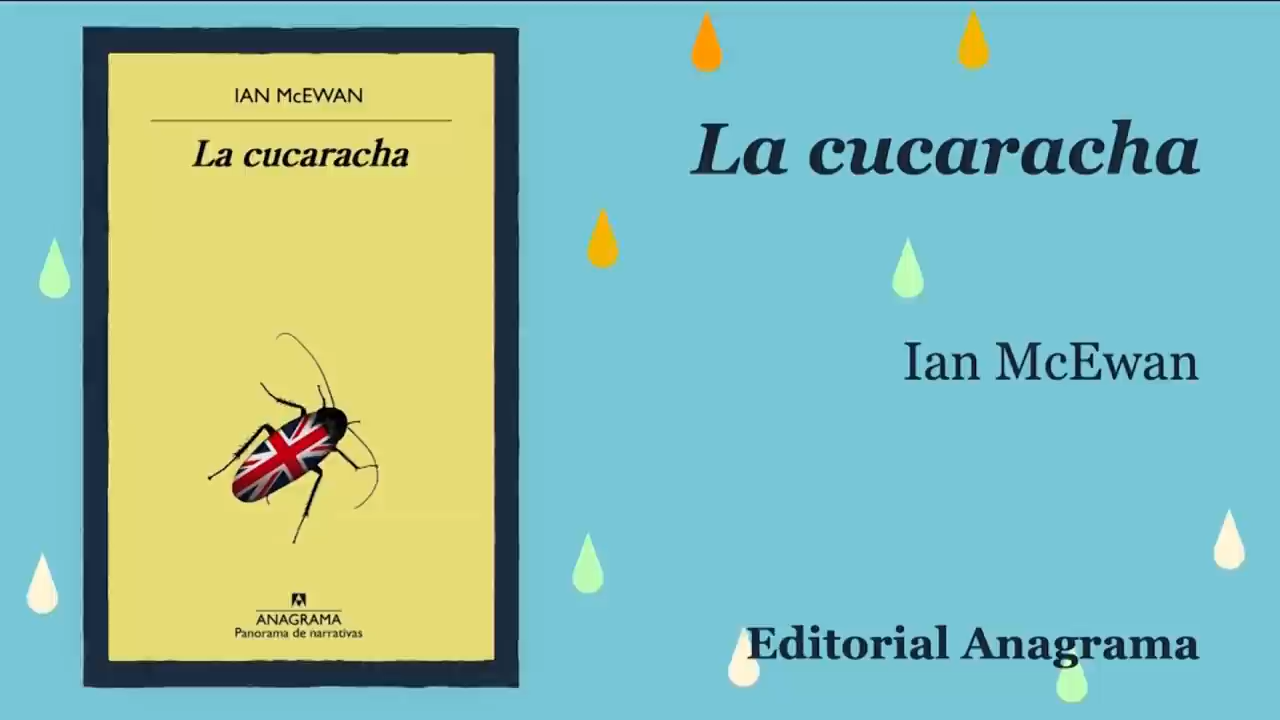 IAN McEWAN
La cucaracha
ANAGRAMA
Panorama de narrativas
La cucaracha
Ian McEwan
Editorial Anagrama